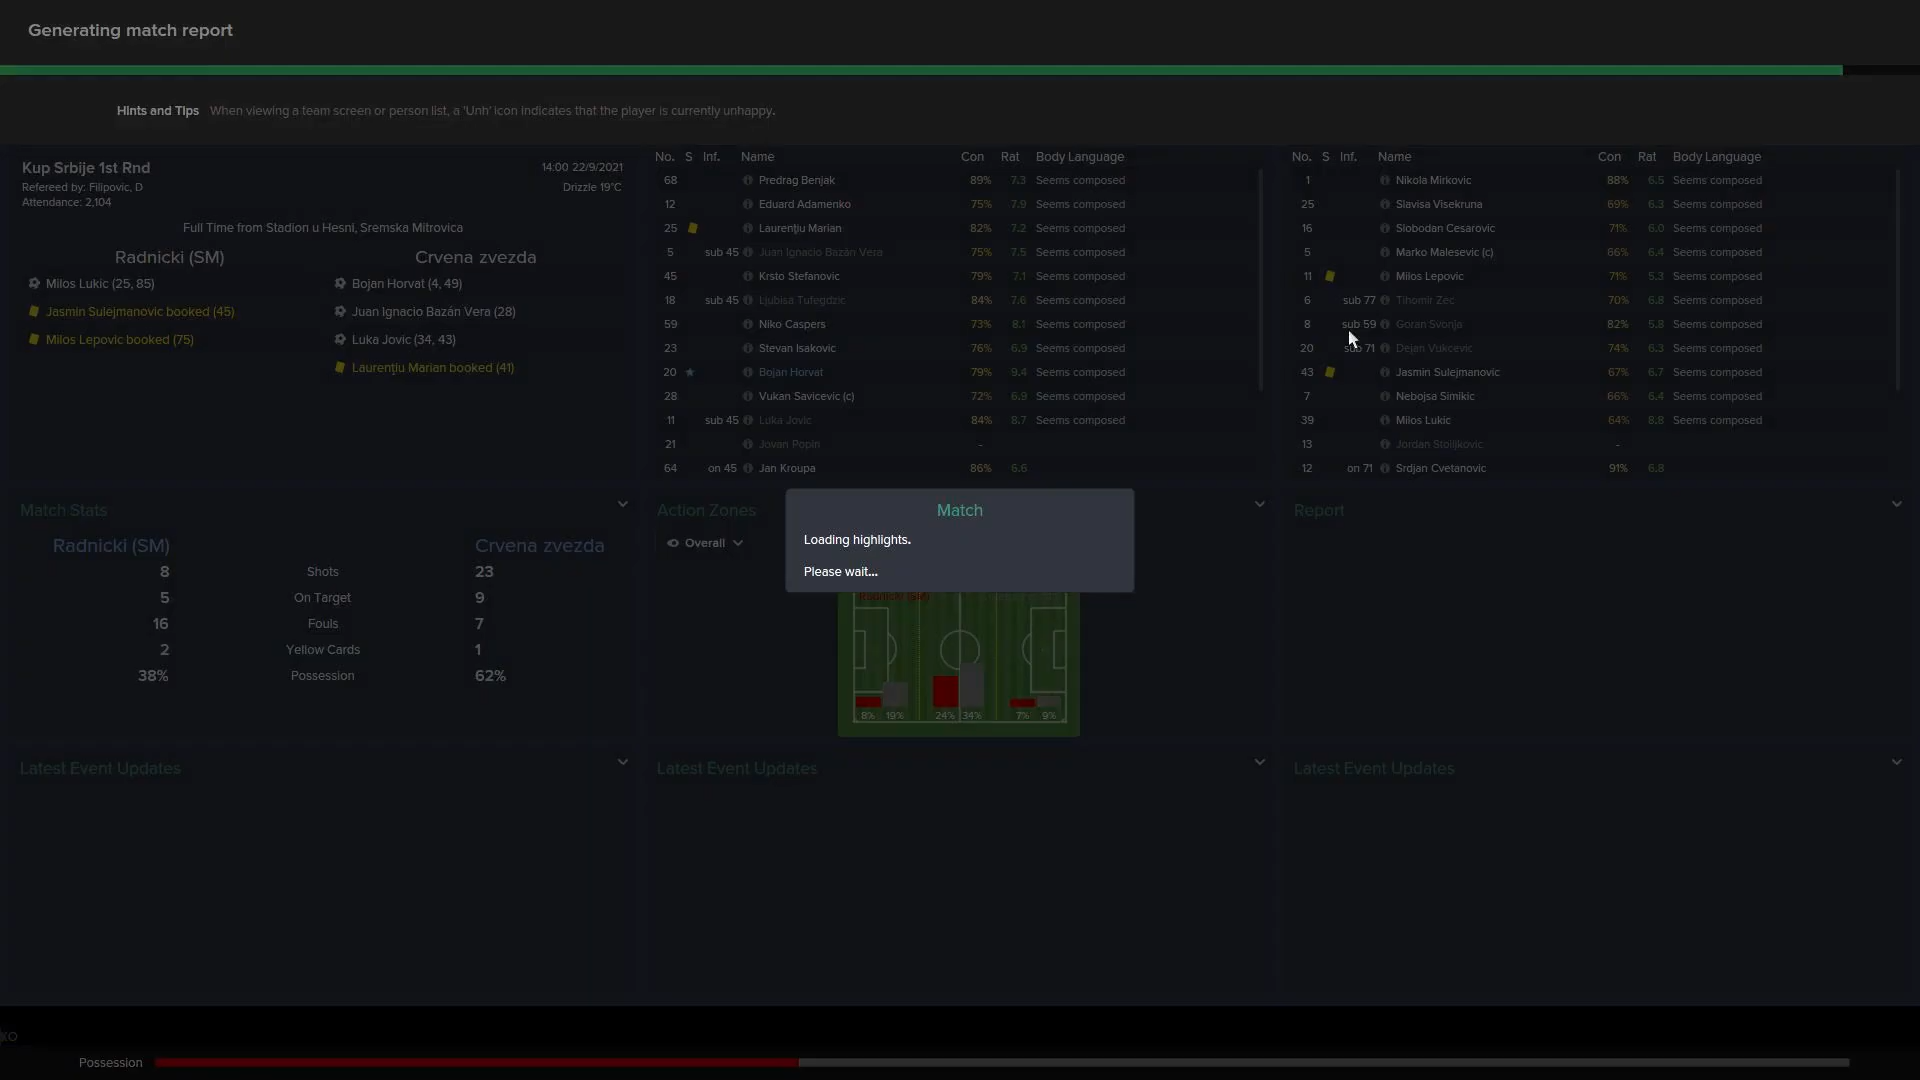 Generating match report
Hints and Tips When viewing a team screen or person list, a 'Unh' icon indicates that the player is currently unhappy.
Kup Srbije 1st Rnd 14:00 22/9/2021
Refereed by: Filipovic, D Drizzle 19°C
Attendance: 2,104
Full Time from Stadion u Hesni, Sremska Mitrovica
Radnicki (SM) Crvena zvezda
Milos Lukic (25, 85) Bojan Horvat (4, 49)
Jasmin Sulejmanovic booked (45) Juan Ignacio Bazán Vera (28)
Milos Lepovic booked (75) Luka Jovic (34, 43)
Laurențiu Marian booked (41)
No. S Inf. Name Con Rat Body Language
68 Predrag Benjak 89% 7.3 Seems composed
12 Eduard Adamenko 75% 7.9 Seems composed
25 Laurențiu Marian 82% 7.2 Seems composed
5 sub 45 Juan Ignacio Bazán Vera 75% 7.5 Seems composed
45 Krsto Stefanovic 79% 7.1 Seems composed
18 sub 45 Ljubisa Tufegdzic 84% 7.6 Seems composed
59 Niko Caspers 73% 8.1 Seems composed
23 Stevan Isakovic 76% 6.9 Seems composed
20 Bojan Horvat 79% 9.4 Seems composed
28 Vukan Savicevic (c) 72% 6.9 Seems composed
11 sub 45 Luka Jovic 84% 8.7 Seems composed
21 Jovan Popin -
64 on 45 Jan Kroupa 86% 6.6
No. S Inf. Name Con Rat Body Language
1 Nikola Mirkovic 88% 6.5 Seems composed
25 Slavisa Visekruna 69% 6.3 Seems composed
16 Slobodan Cesarovic 71% 6.0 Seems composed
5 Marko Malesevic (c) 66% 6.4 Seems composed
11 Milos Lepovic 71% 5.3 Seems composed
6 sub 77 Tihomir Zec 70% 6.8 Seems composed
8 sub 59 Goran Svonja 82% 5.8 Seems composed
20 sub 71 Dejan Vukcevic 74% 6.3 Seems composed
43 Jasmin Sulejmanovic 67% 6.7 Seems composed
7 Nebojsa Simikic 66% 6.4 Seems composed
39 Milos Lukic 64% 8.8 Seems composed
13 Jordan Stoiljkovic -
12 on 71 Srdjan Cvetanovic 91% 6.8
Match Stats
Radnicki (SM) Crvena zvezda
8 Shots 23
5 On Target 9
16 Fouls 7
2 Yellow Cards 1
38% Possession 62%
Action Zones
Overall
Match
Loading highlights.
Please wait...
Radnicki (SM)
8% 19% 24% 34% 7% 9%
Report
Latest Event Updates
Latest Event Updates
Latest Event Updates
KO
Possession